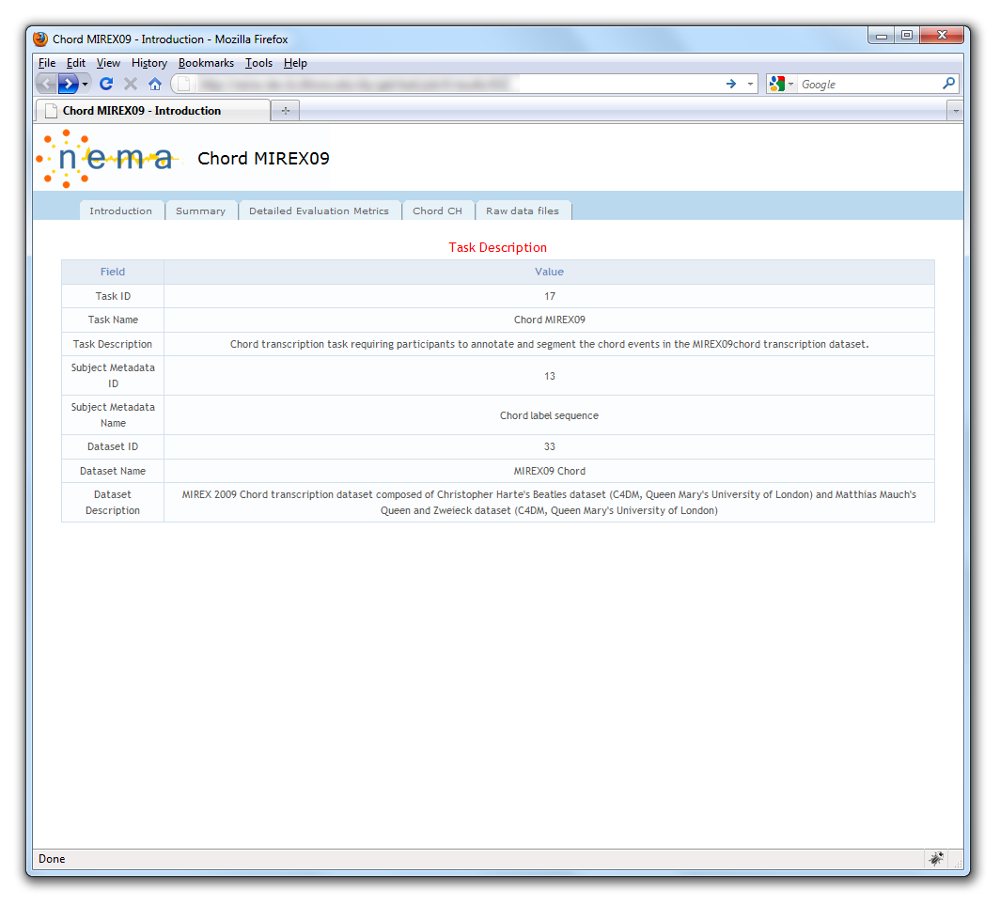 Chord MIREX09 - Introduction - Mozilla Firefox
File Edit View History Bookmarks Tools Help
Google
Chord MIREX09 - Introduction
nema Chord MIREX09
Introduction Summary Detailed Evaluation Metrics Chord CH Raw data files
Task Description
Field Value
Task ID 17
Task Name Chord MIREX09
Task Description Chord transcription task requiring participants to annotate and segment the chord events in the MIREX09chord transcription dataset.
Subject Metadata
ID
13
Subject Metadata
Name
Chord label sequence
Dataset ID 33
Dataset Name MIREX09 Chord
Dataset
Description
MIREX 2009 Chord transcription dataset composed of Christopher Harte's Beatles dataset (C4DM, Queen Mary's University of London) and Matthias Mauch's
Queen and Zweieck dataset (C4DM, Queen Mary's University of London)
Done